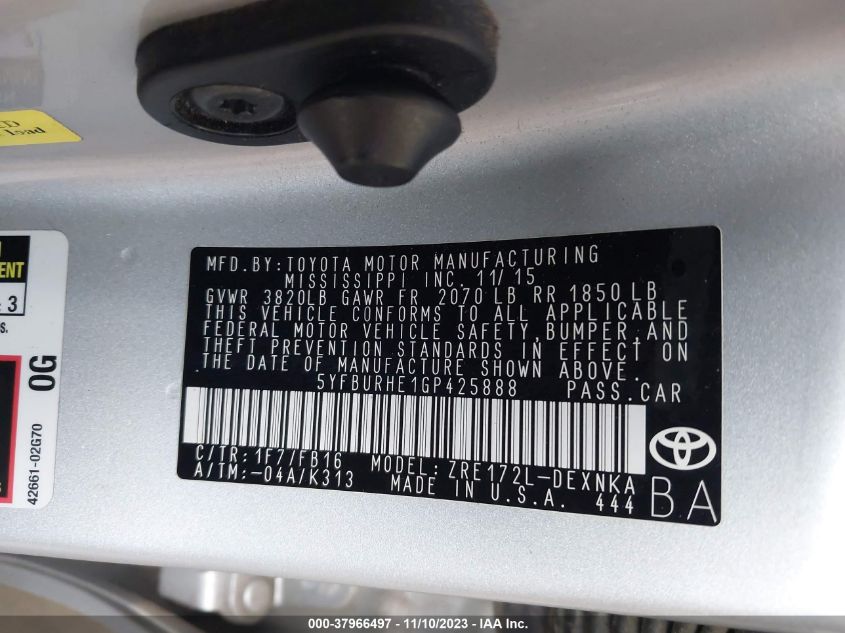 Load
MENT
3
s.
0G
42661-02G70
MFD.BY:TOYOTA MOTOR MANUFACTURING
MISSISSIPPI INC. 11/15
GVWR 3820LB GAWR FR 2070 LB RR 1850 LB
THIS VEHICLE CONFORMS TO ALL APPLICABLE
FEDERAL MOTOR VEHICLE SAFETY,BUMPER,AND
THEFT PREVENTION STANDARDS IN EFFECT ON
THE DATE OF MANUFACTURE SHOWN ABOVE.
5YFBURHE1GP425888 PASS.CAR
C/TR:1F7/FB16 MODEL:ZRE172L-DEXNKA
A/TM:-04A/K313 MADE IN U.S.A. 444
BA
000-37966497 - 11/10/2023 - IAA Inc.